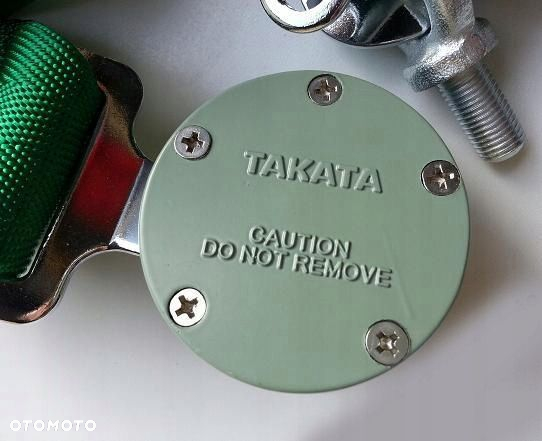 TAKATA
CAUTION
DO NOT REMOVE
OTOMOTO